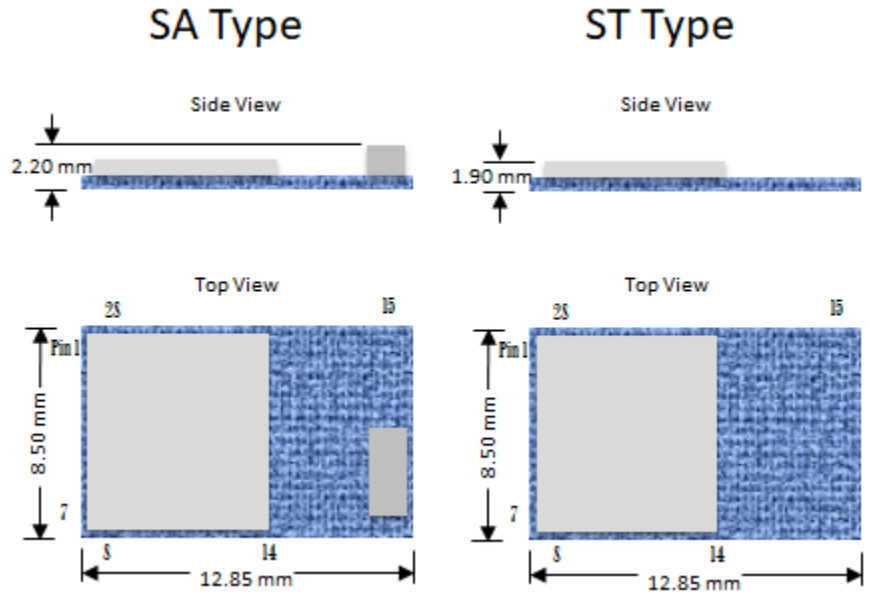 SA Type
Side View
2.20 mm
Top View
28
15
Pin 1
8.50 mm
7
8
14
12.85 mm
ST Type
Side View
1.90 mm
Top View
28
15
Pin 1
8.50 mm
7
8
14
12.85 mm